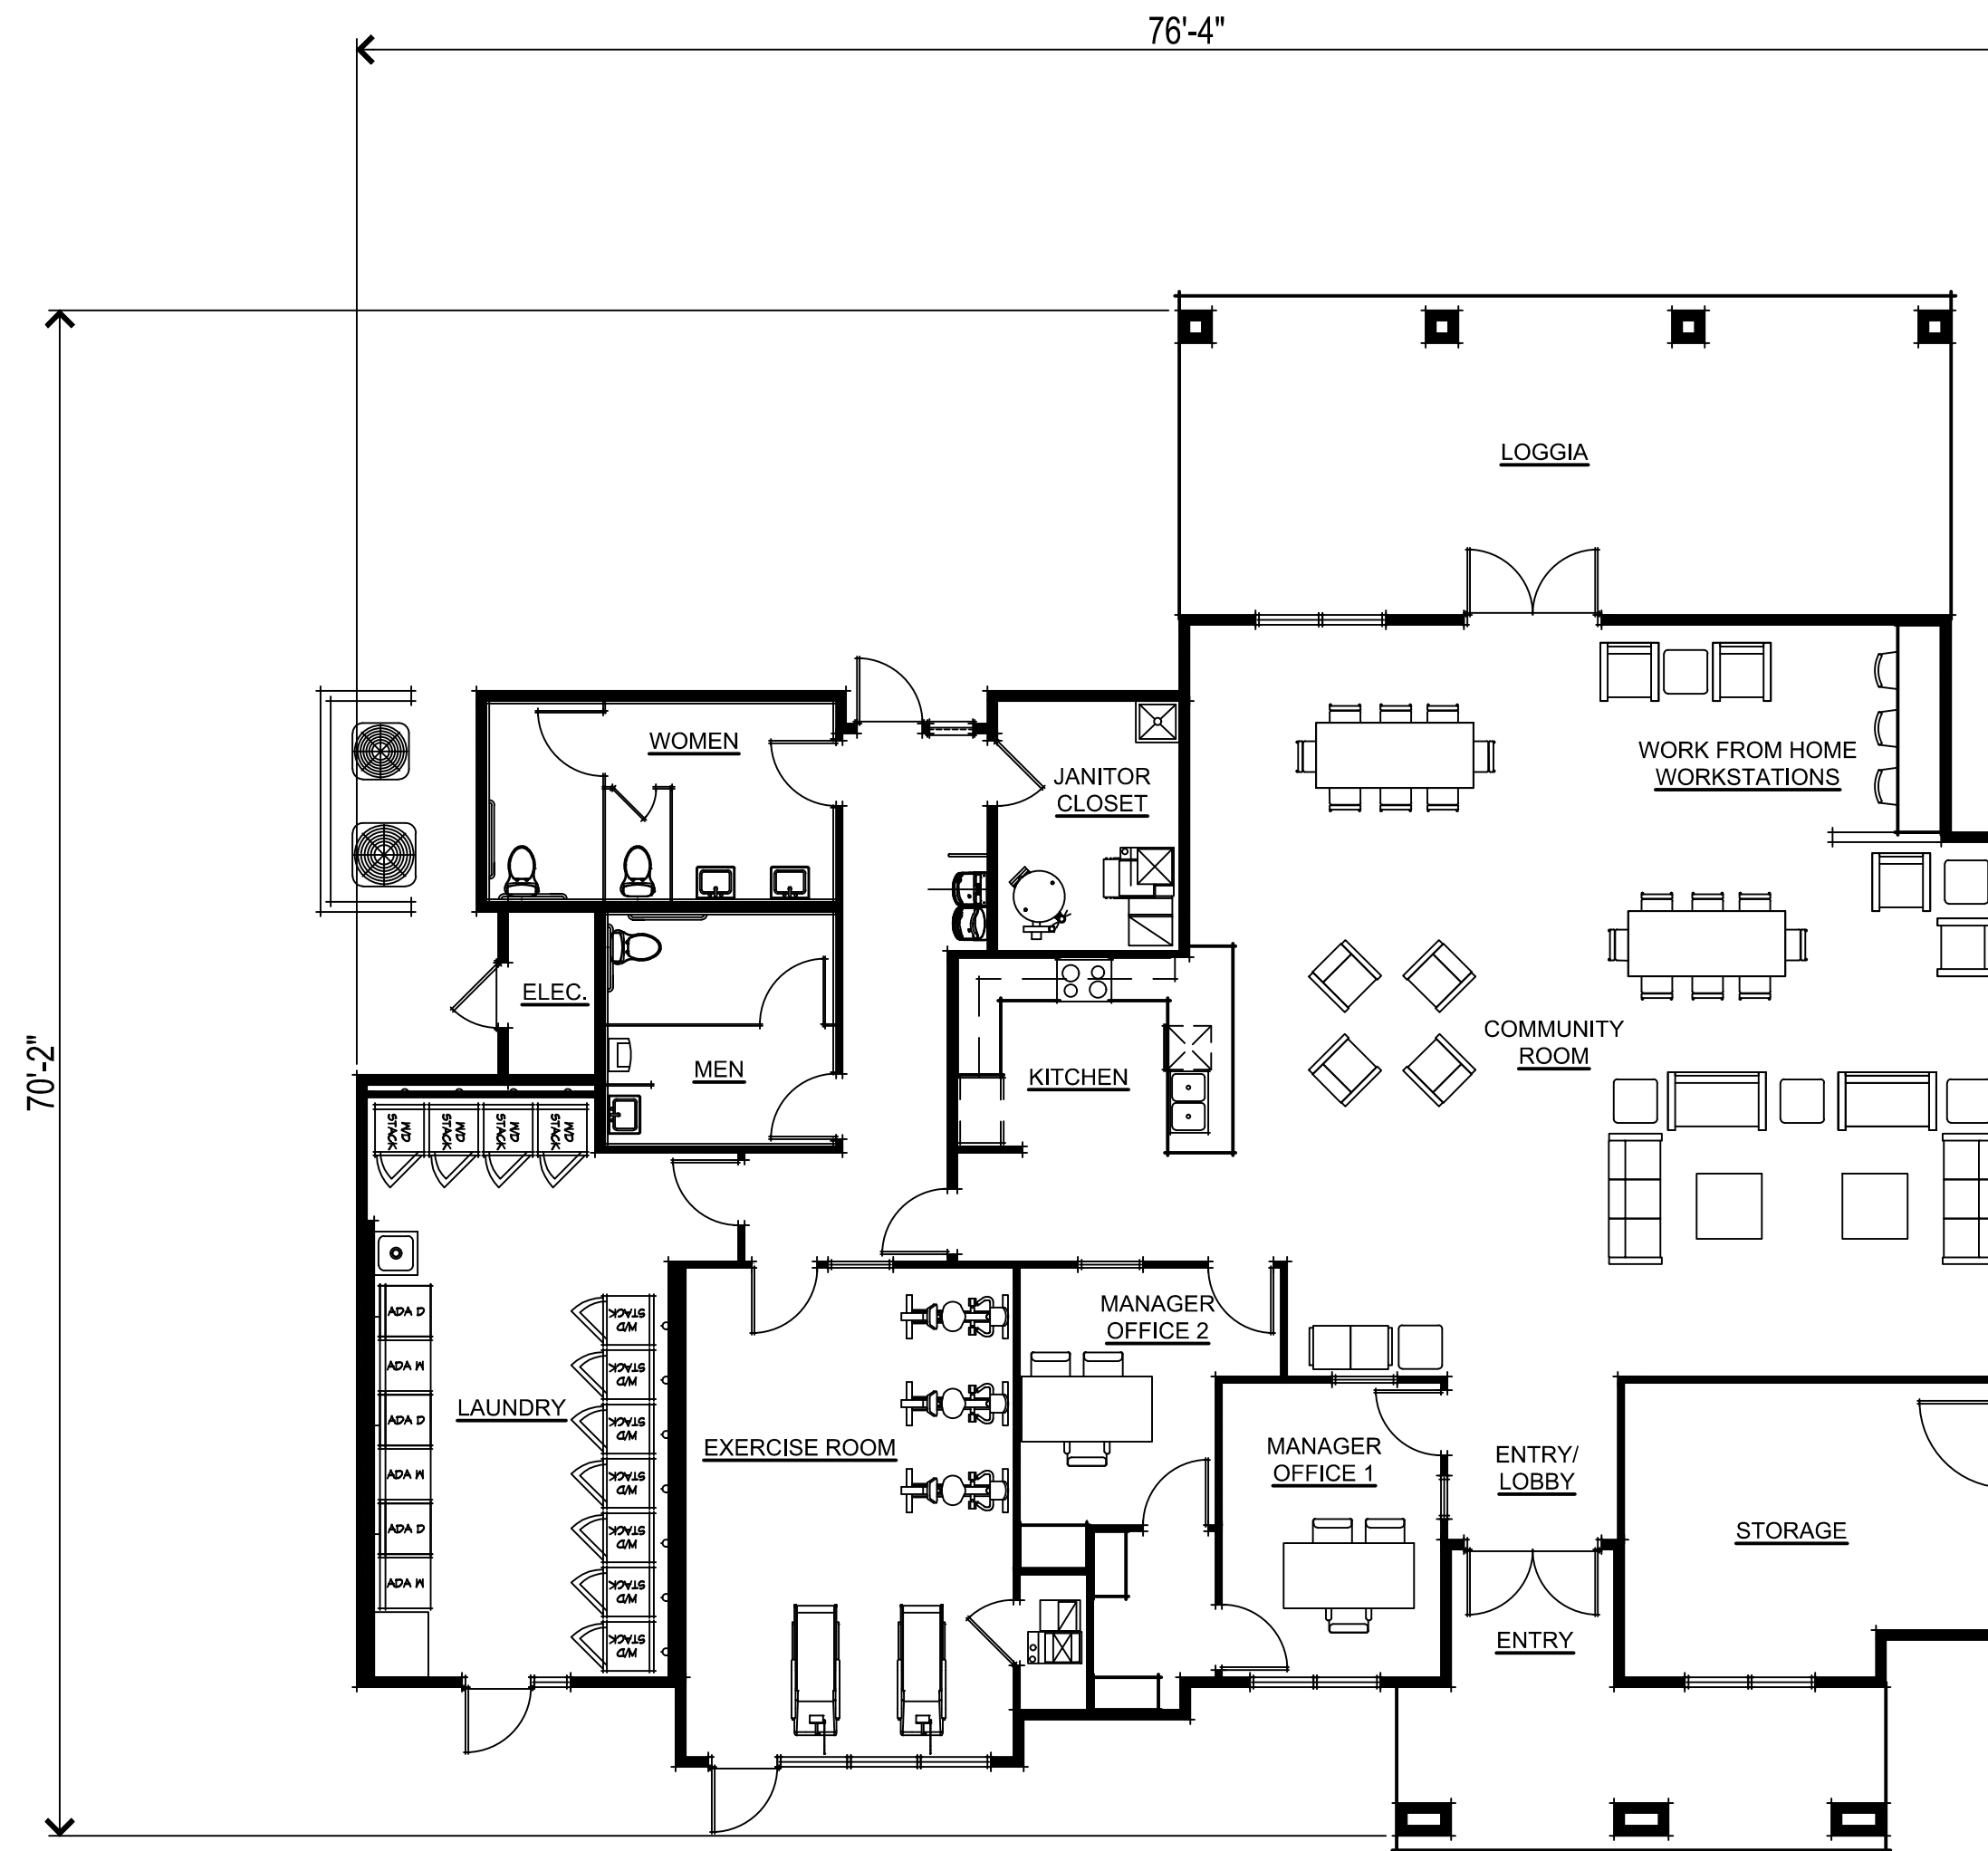 76'-4"
LOGGIA
WOMEN
WORK FROM HOME
WORKSTATIONS
JANITOR
CLOSET
ELEC.
COMMUNITY
ROOM
70'-2"
MEN
KITCHEN
W/D
STACK
W/D
STACK
W/D
STACK
W/D
STACK
MANAGER
OFFICE 2
ADA D
ADA M
ADA D
ADA M
ADA D
ADA M
W/D
STACK
W/D
STACK
W/D
STACK
W/D
STACK
W/D
STACK
W/D
STACK
W/D
STACK
LAUNDRY
EXERCISE ROOM
MANAGER
OFFICE 1
ENTRY/
LOBBY
STORAGE
ENTRY